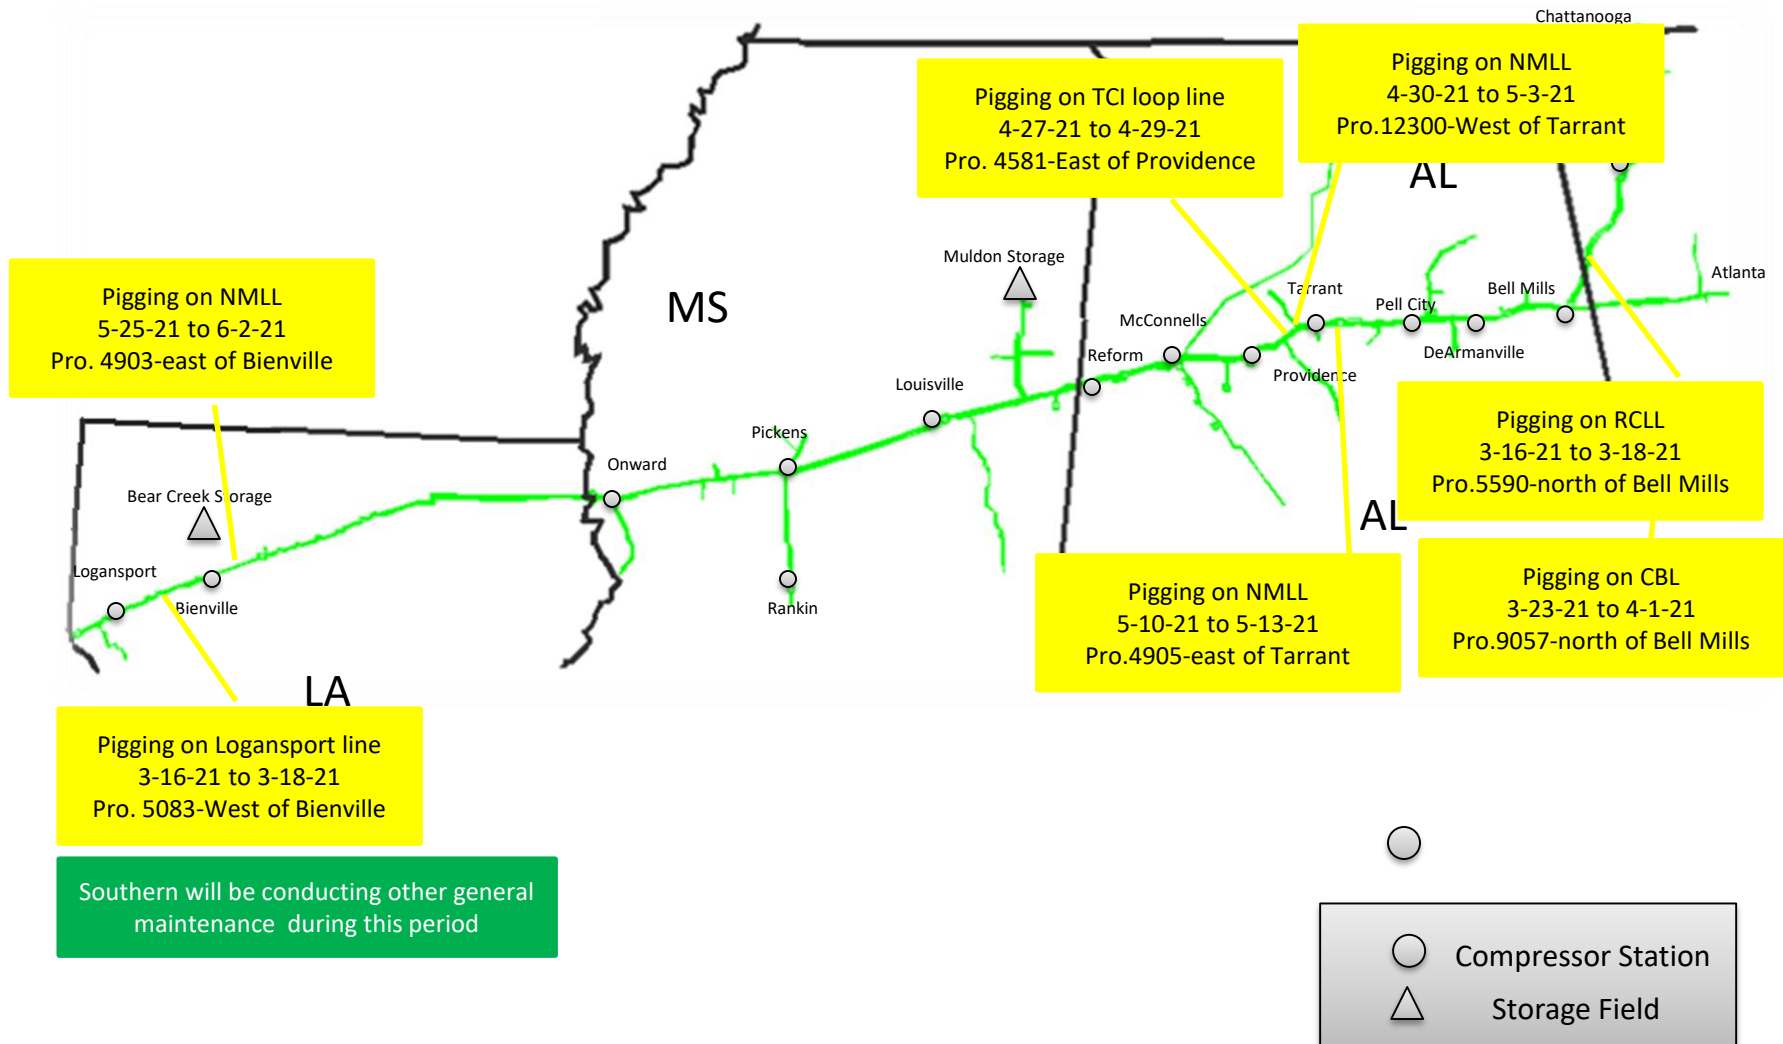 Chattanooga
Pigging on NMLL
4-30-21 to 5-3-21
Pro.12300-West of Tarrant
Pigging on TCI loop line
4-27-21 to 4-29-21
Pro. 4581-East of Providence
AL
Muldon Storage
Pigging on NMLL
5-25-21 to 6-2-21
Pro. 4903-east of Bienville
MS
Tarrant
Pell City
Bell Mills
Atlanta
McConnells
Reform
Providence
DeArmanville
Louisville
Pickens
Onward
Bear Creek Storage
Logansport
Bienville
Rankin
Pigging on RCLL
3-16-21 to 3-18-21
Pro.5590-north of Bell Mills
AL
Pigging on NMLL
5-10-21 to 5-13-21
Pro.4905-east of Tarrant
Pigging on CBL
3-23-21 to 4-1-21
Pro.9057-north of Bell Mills
LA
Pigging on Logansport line
3-16-21 to 3-18-21
Pro. 5083-West of Bienville
Southern will be conducting other general
maintenance  during this period
Compressor Station
Storage Field